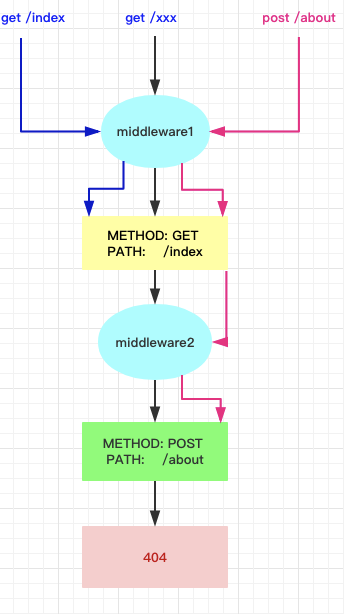 get /index
get /xxx
post /about
middleware1
METHOD: GET
PATH: /index
middleware2
METHOD: POST
PATH: /about
404